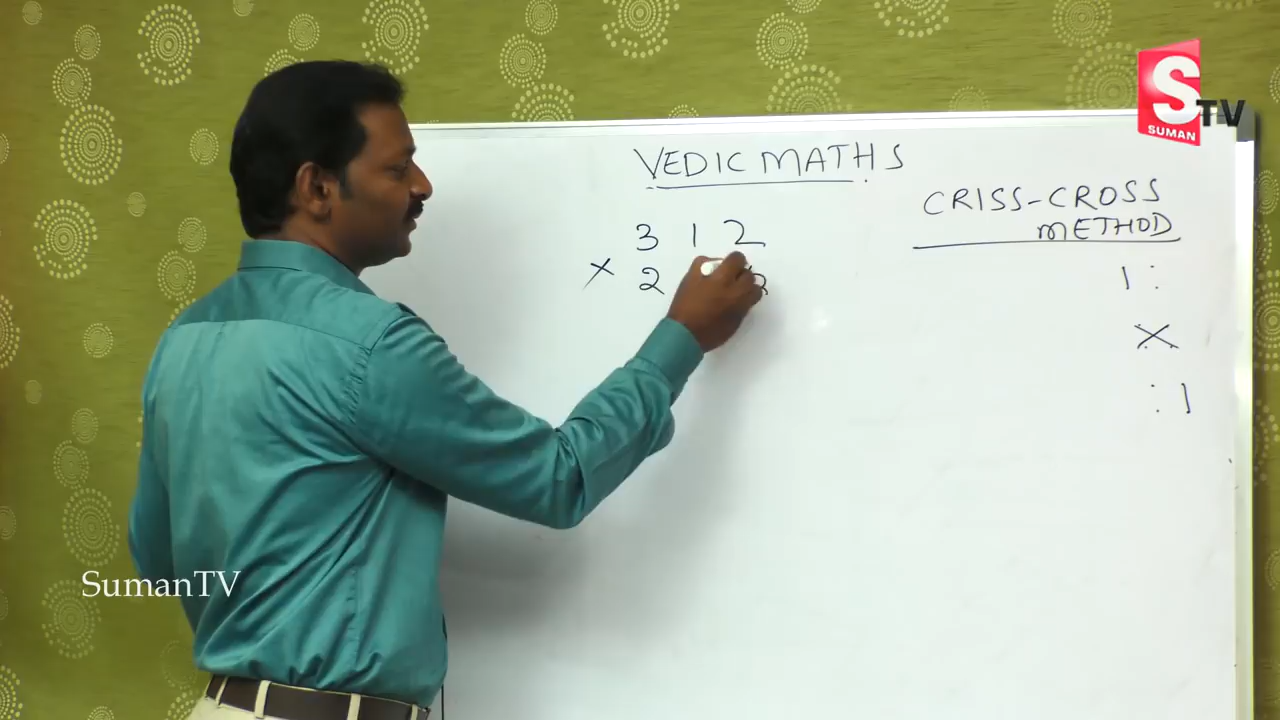 S TV
SUMAN
VEDIC MATHS
CRISS-CROSS
METHOD
3 1 2
× 2
1 :
×
: 1
SumanTV